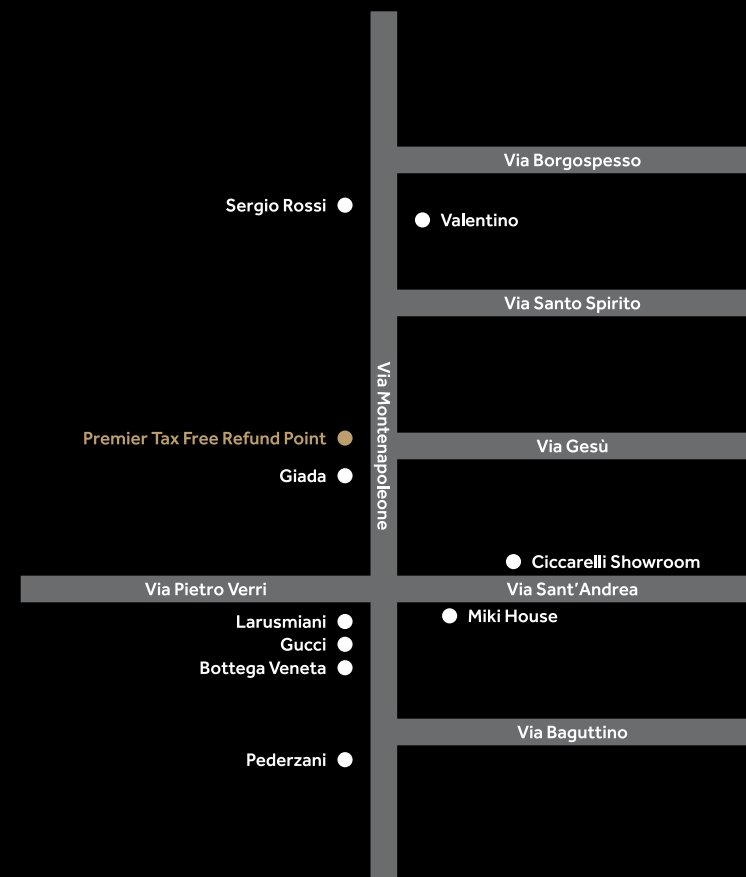 Via Borgospesso
Sergio Rossi
Valentino
Via Santo Spirito
Via Montenapoleone
Premier Tax Free Refund Point
Via Gesù
Giada
Ciccarelli Showroom
Via Pietro Verri
Via Sant'Andrea
Larusmiani
Miki House
Gucci
Bottega Veneta
Via Baguttino
Pederzani